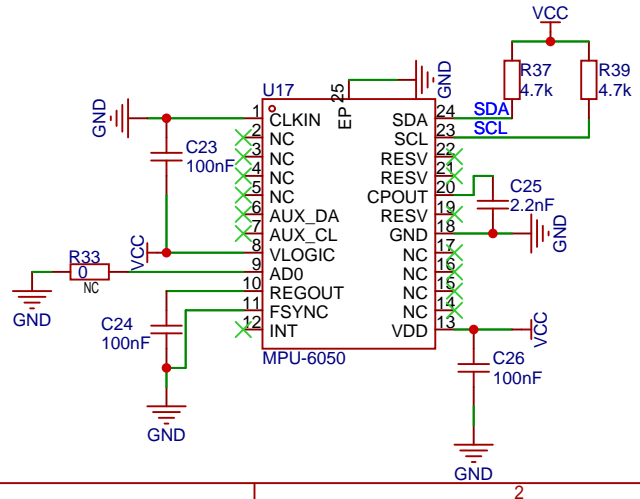 VCC
R37
4.7k
R39
4.7k
GND
U17
25
EP
GND
1
CLKIN
SDA
24
SDA
2
NC
SCL
23
SCL
C23
100nF
3
NC
RESV
22
4
NC
RESV
21
5
NC
CPOUT
20
C25
2.2nF
6
AUX_DA
RESV
19
7
AUX_CL
GND
18
GND
VCC
8
VLOGIC
NC
17
R33
0
NC
9
AD0
NC
16
10
REGOUT
NC
15
GND
11
FSYNC
NC
14
C24
100nF
12
INT
VDD
13
VCC
MPU-6050
C26
100nF
GND
GND
2